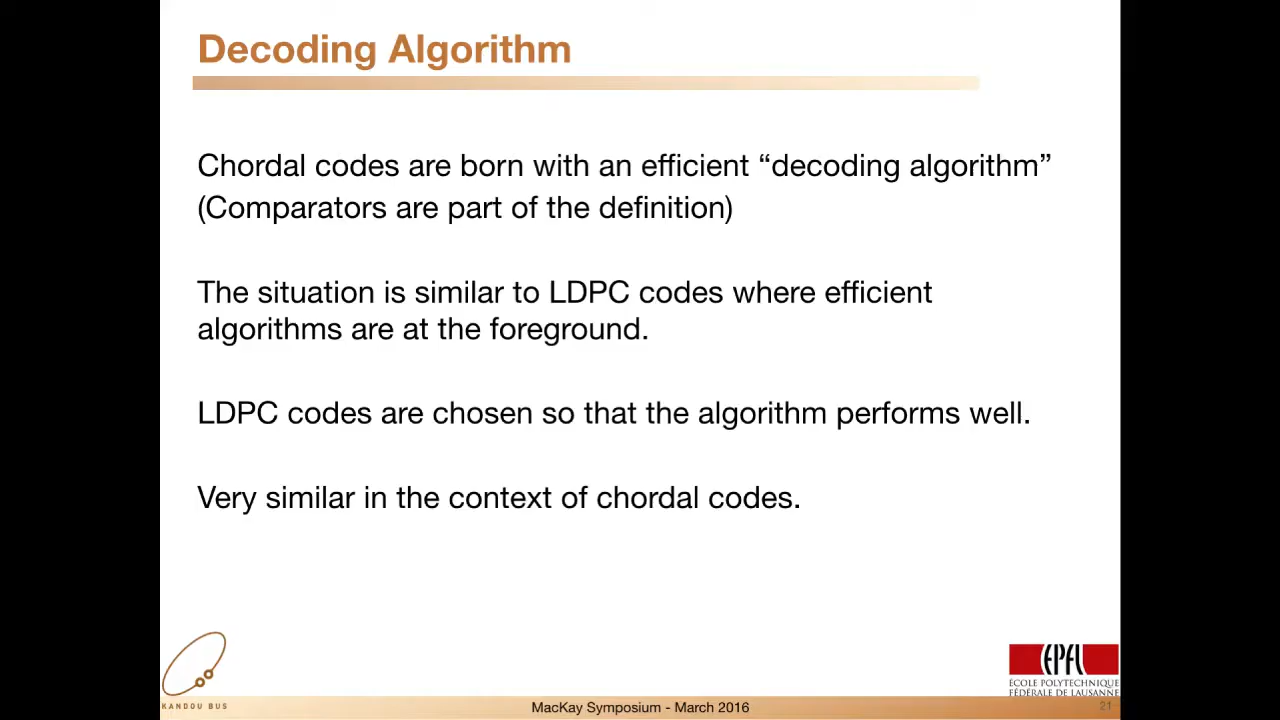 Decoding Algorithm
Chordal codes are born with an efficient “decoding algorithm”
(Comparators are part of the definition)
The situation is similar to LDPC codes where efficient
algorithms are at the foreground.
LDPC codes are chosen so that the algorithm performs well.
Very similar in the context of chordal codes.
KANDOU BUS
MacKay Symposium - March 2016
EPFL
ÉCOLE POLYTECHNIQUE
FÉDÉRALE DE LAUSANNE
21